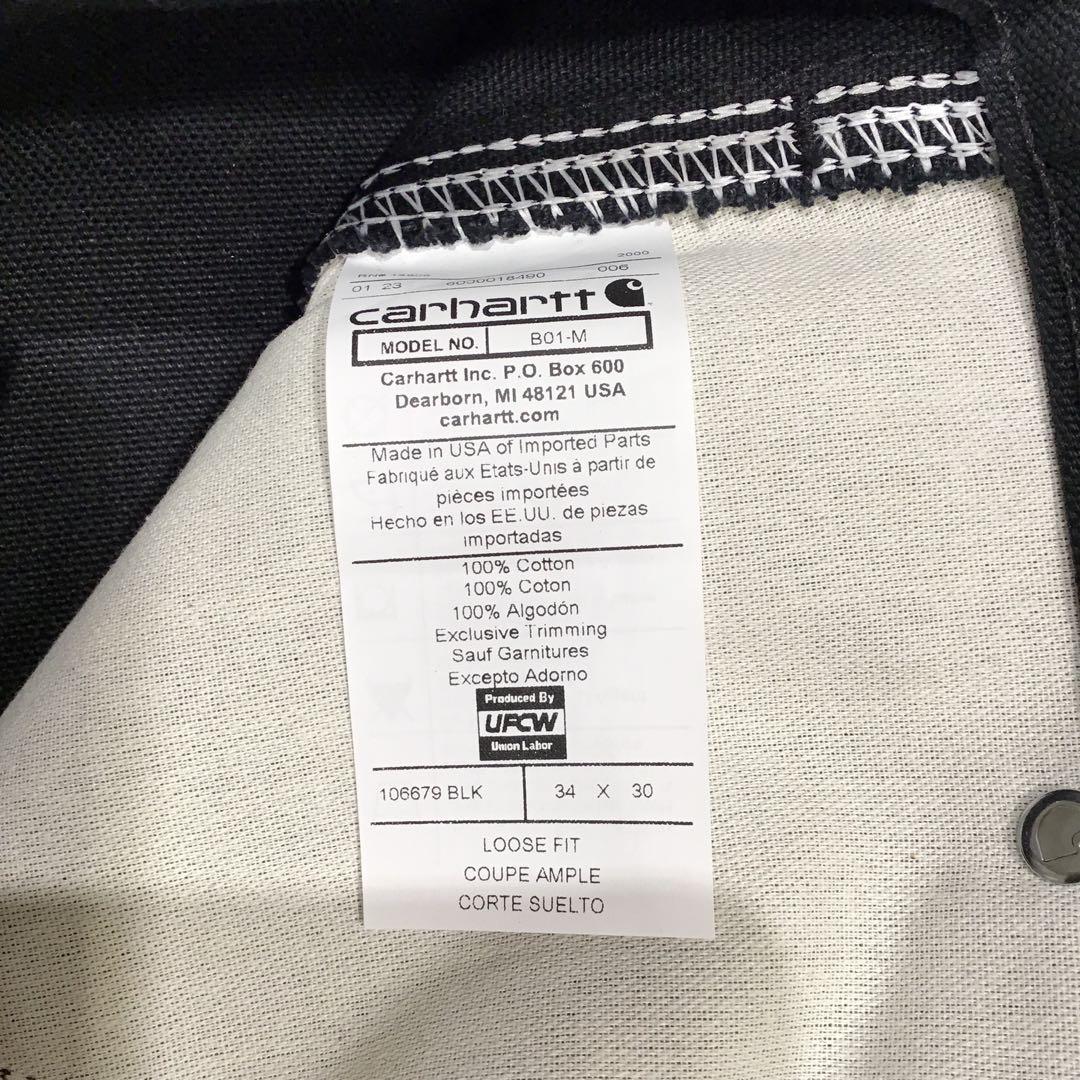 2000
01 23 6000018490 006
carhartt
MODEL NO. B01-M
Carhartt Inc. P.O. Box 600
Dearborn, MI 48121 USA
carhartt.com
Made in USA of Imported Parts
Fabriqué aux Etats-Unis à partir de
pièces importées
Hecho en los EE.UU. de piezas
importadas
100% Cotton
100% Coton
100% Algodón
Exclusive Trimming
Sauf Garnitures
Excepto Adorno
Produced By
UFCW
Union Labor
106679 BLK 34 X 30
LOOSE FIT
COUPE AMPLE
CORTE SUELTO